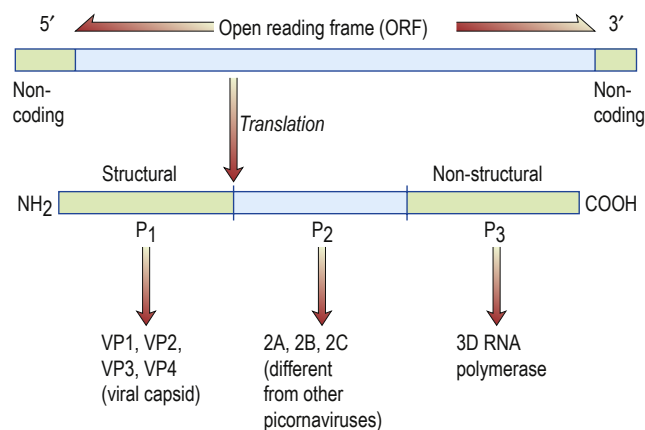 5′ Open reading frame (ORF) 3′
Non-
coding
Non-
coding
Translation
Structural Non-structural
NH2 COOH
P1 P2 P3
VP1, VP2,
VP3, VP4
(viral capsid)
2A, 2B, 2C
(different
from other
picornaviruses)
3D RNA
polymerase